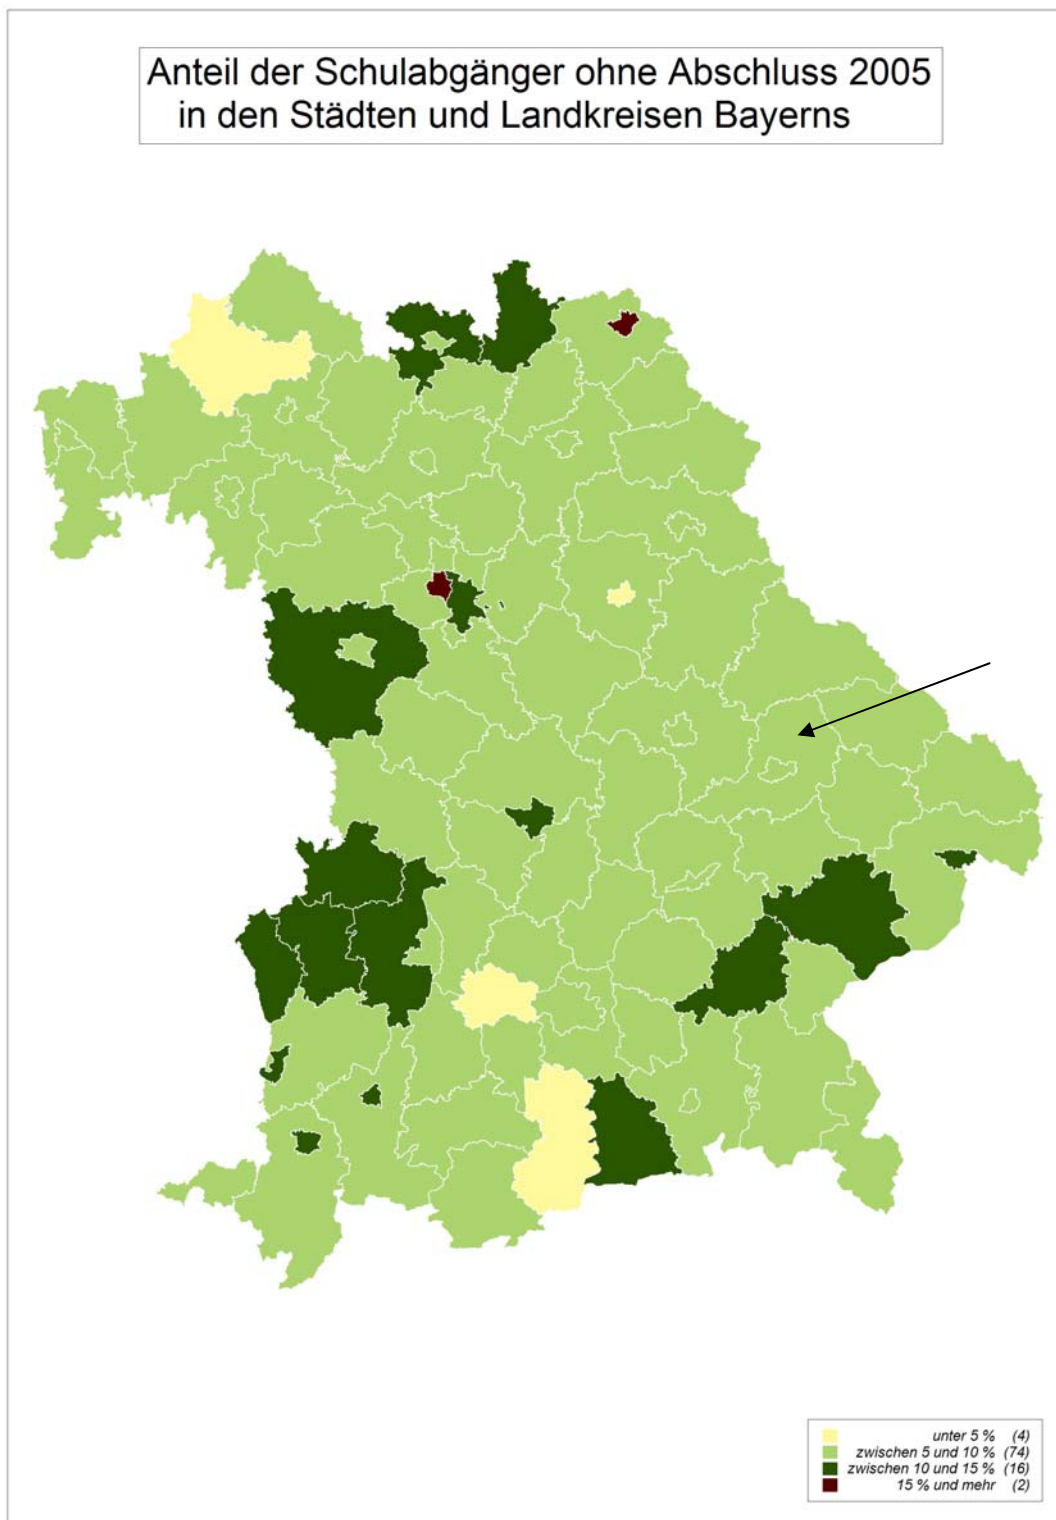 Anteil der Schulabgänger ohne Abschluss 2005
in den Städten und Landkreisen Bayerns
unter 5 % (4)
zwischen 5 und 10 % (74)
zwischen 10 und 15 % (16)
15 % und mehr (2)